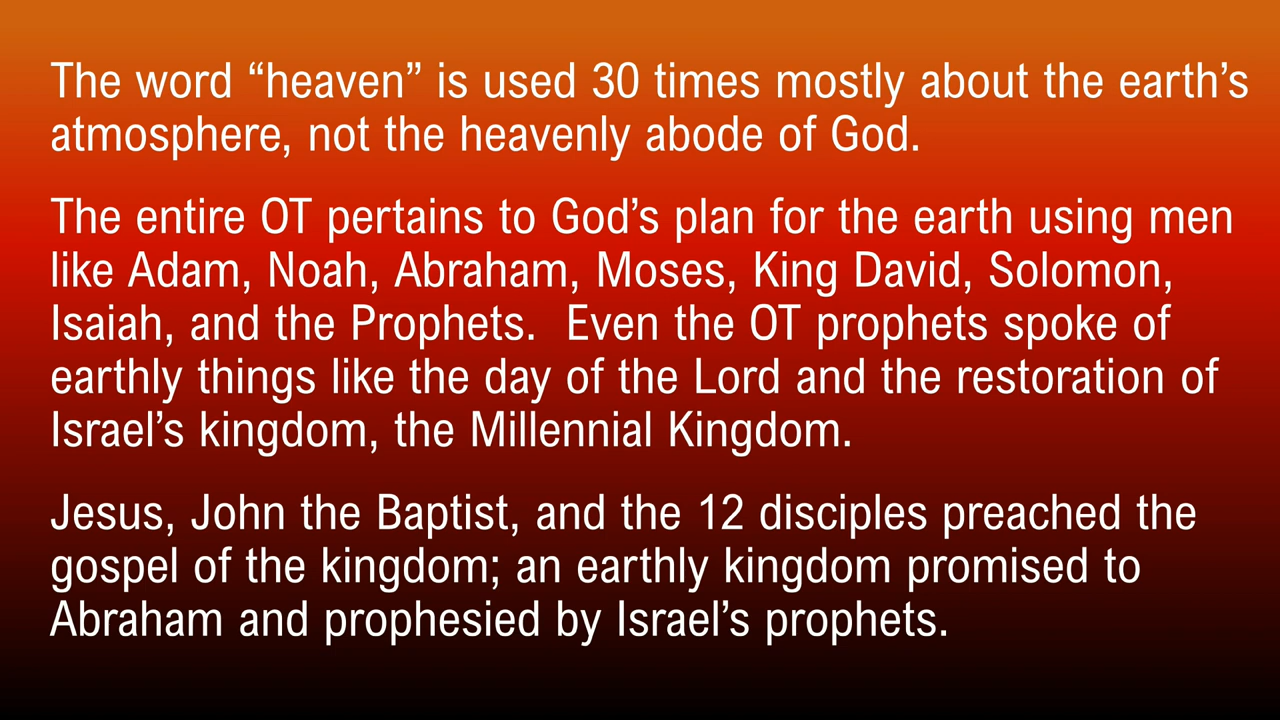 The word “heaven” is used 30 times mostly about the earth’s
atmosphere, not the heavenly abode of God.
The entire OT pertains to God’s plan for the earth using men
like Adam, Noah, Abraham, Moses, King David, Solomon,
Isaiah, and the Prophets.  Even the OT prophets spoke of
earthly things like the day of the Lord and the restoration of
Israel’s kingdom, the Millennial Kingdom.
Jesus, John the Baptist, and the 12 disciples preached the
gospel of the kingdom; an earthly kingdom promised to
Abraham and prophesied by Israel’s prophets.